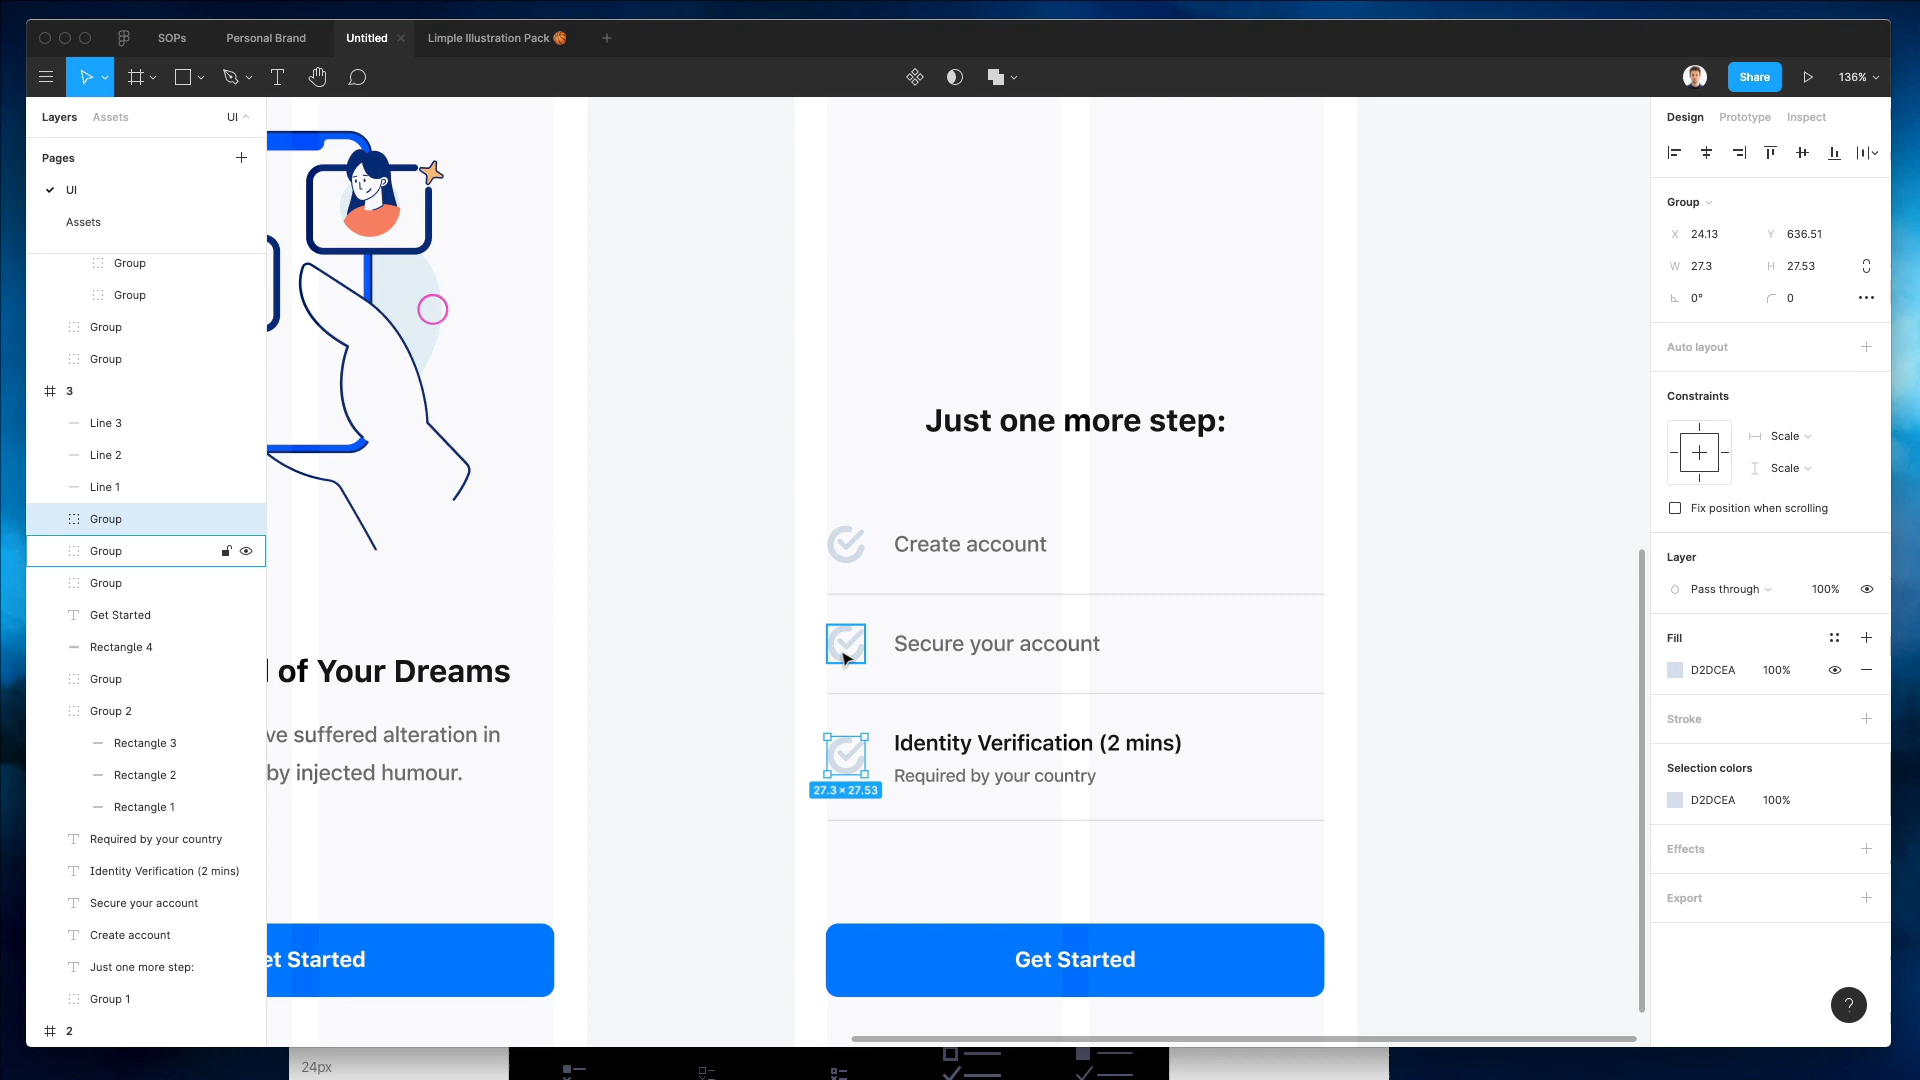 SOPs
Personal Brand
Untitled
Limple Illustration Pack 🏀
Share
136%
Layers
Assets
UI
Pages
UI
Assets
Group
Group
Group
Group
3
Line 3
Line 2
Line 1
Group
Group
Group
Get Started
Rectangle 4
Group
Group 2
Rectangle 3
Rectangle 2
Rectangle 1
Required by your country
Identity Verification (2 mins)
Secure your account
Create account
Just one more step:
Group 1
2
of Your Dreams
ve suffered alteration in
by injected humour.
et Started
Just one more step:
Create account
Secure your account
Identity Verification (2 mins)
Required by your country
27.3 × 27.53
Get Started
Design
Prototype
Inspect
Group
X 24.13
Y 636.51
W 27.3
H 27.53
0°
0
Auto layout
Constraints
Scale
Scale
Fix position when scrolling
Layer
Pass through
100%
Fill
D2DCEA
100%
Stroke
Selection colors
D2DCEA
100%
Effects
Export
?
24px